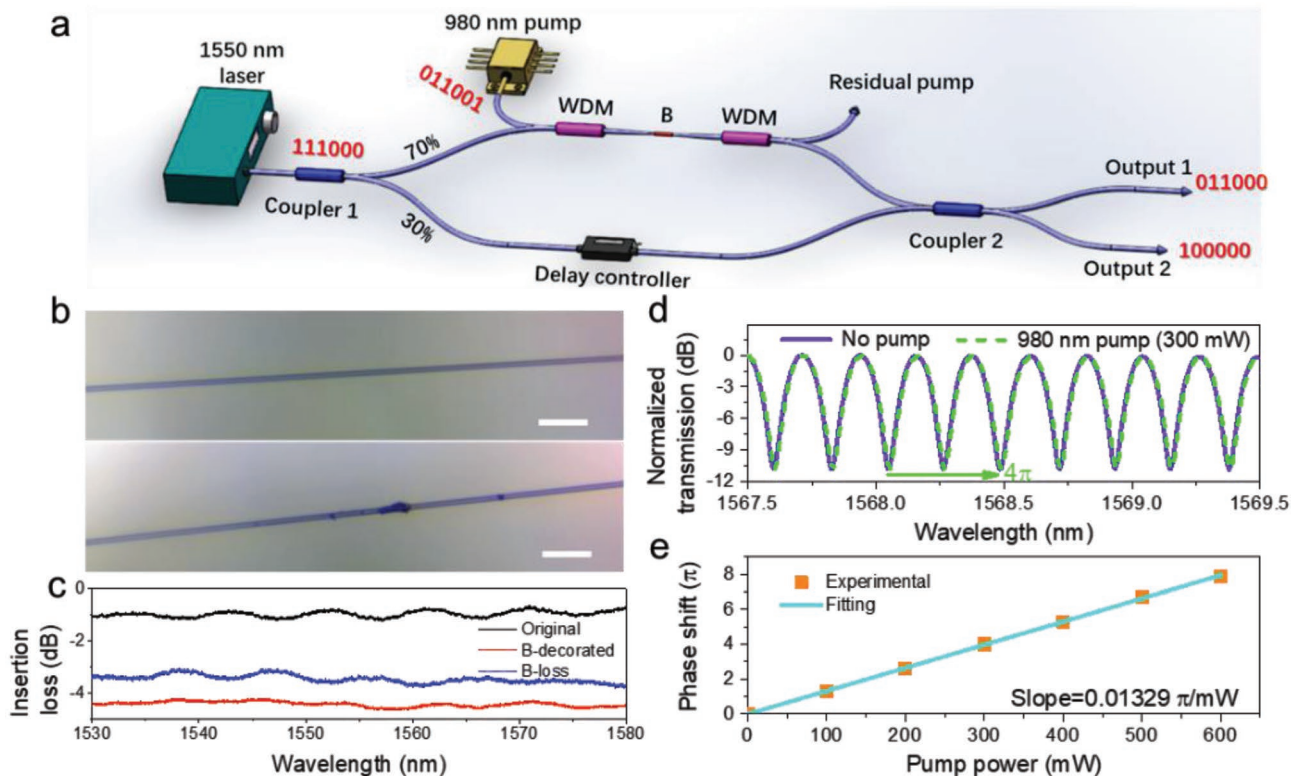 a
980 nm pump
1550 nm
laser
011001
WDM
B
WDM
Residual pump
111000
70%
Coupler 1
30%
Delay controller
Coupler 2
Output 1
011000
Output 2
100000
b
c
Insertion
loss (dB)
0
-2
-4
Original
B-decorated
B-loss
1530 1540 1550 1560 1570 1580
Wavelength (nm)
d
Normalized
transmission (dB)
No pump 980 nm pump (300 mW)
0
-3
-6
-9
-12
4π
1567.5 1568.0 1568.5 1569.0 1569.5
Wavelength (nm)
e
Phase shift (π)
8
6
4
2
0
Experimental
Fitting
Slope=0.01329 π/mW
0 100 200 300 400 500 600
Pump power (mW)